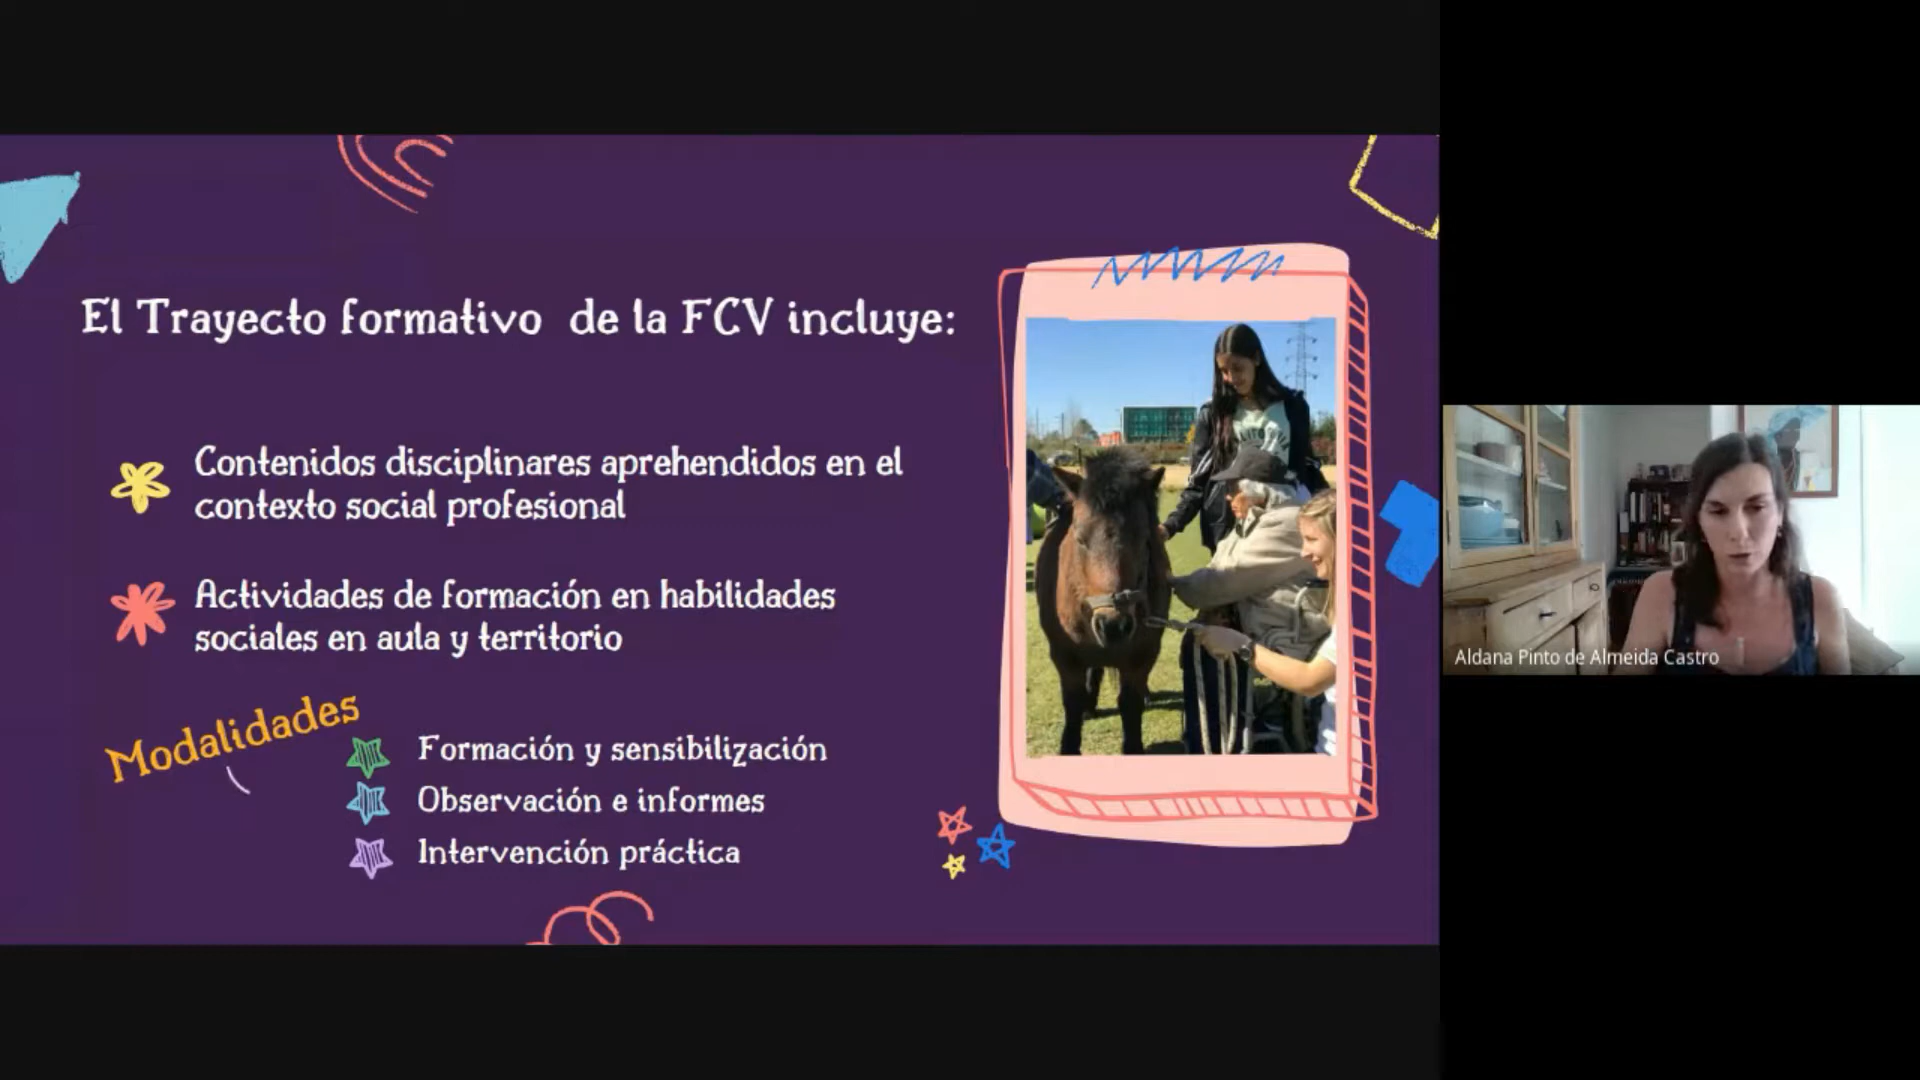 El Trayecto formativo de la FCV incluye:
Contenidos disciplinares aprehendidos en el
contexto social profesional
Actividades de formación en habilidades
sociales en aula y territorio
Modalidades
Formación y sensibilización
Observación e informes
Intervención práctica
Aldana Pinto de Almeida Castro